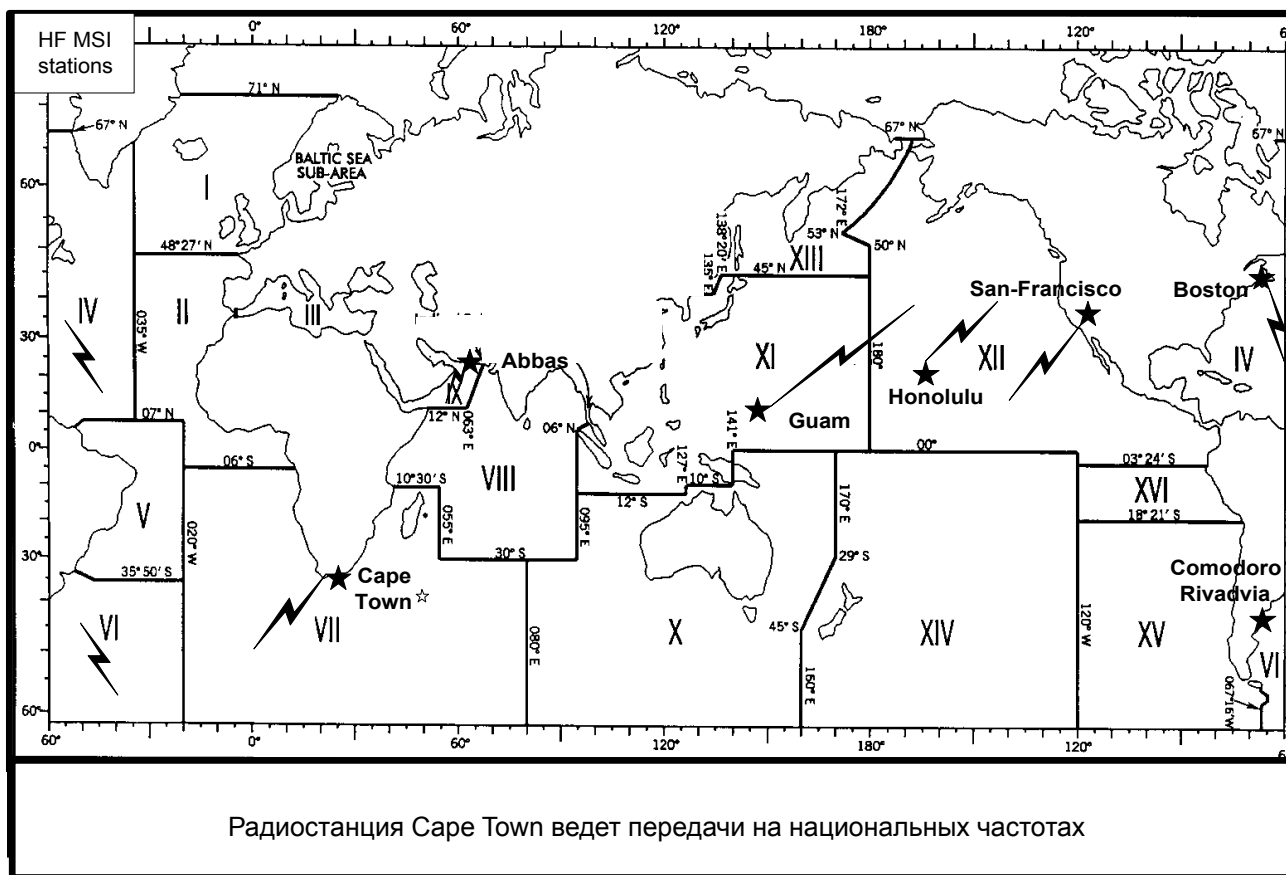 HF MSI
stations
0°
60°
120°
180°
120°
71° N
67° N
67° N
67° N
BALTIC SEA
SUB-AREA
I
60°
172° E
138° 20' E
53° N
50° N
48° 27' N
XIII
135° E
45° N
San-Francisco
Boston
IV
II
III
035° W
30°
XI
180°
XII
IV
Abbas
IX
Honolulu
12° N
063° E
Guam
07° N
06° N
141° E
0°
00°
127° E
06° S
03° 24' S
VIII
10° 30' S
10° S
12° S
XVI
V
170° E
18° 21' S
055° E
095° E
020° W
30°
30° S
29° S
35° 50' S
Cape
Town
Comodoro
Rivadvia
VI
VII
080° E
X
45° S
XIV
120° W
XV
VI
160° E
067°16'W
60°
60°
0°
60°
120°
180°
120°
Радиостанция Cape Town ведет передачи на национальных частотах